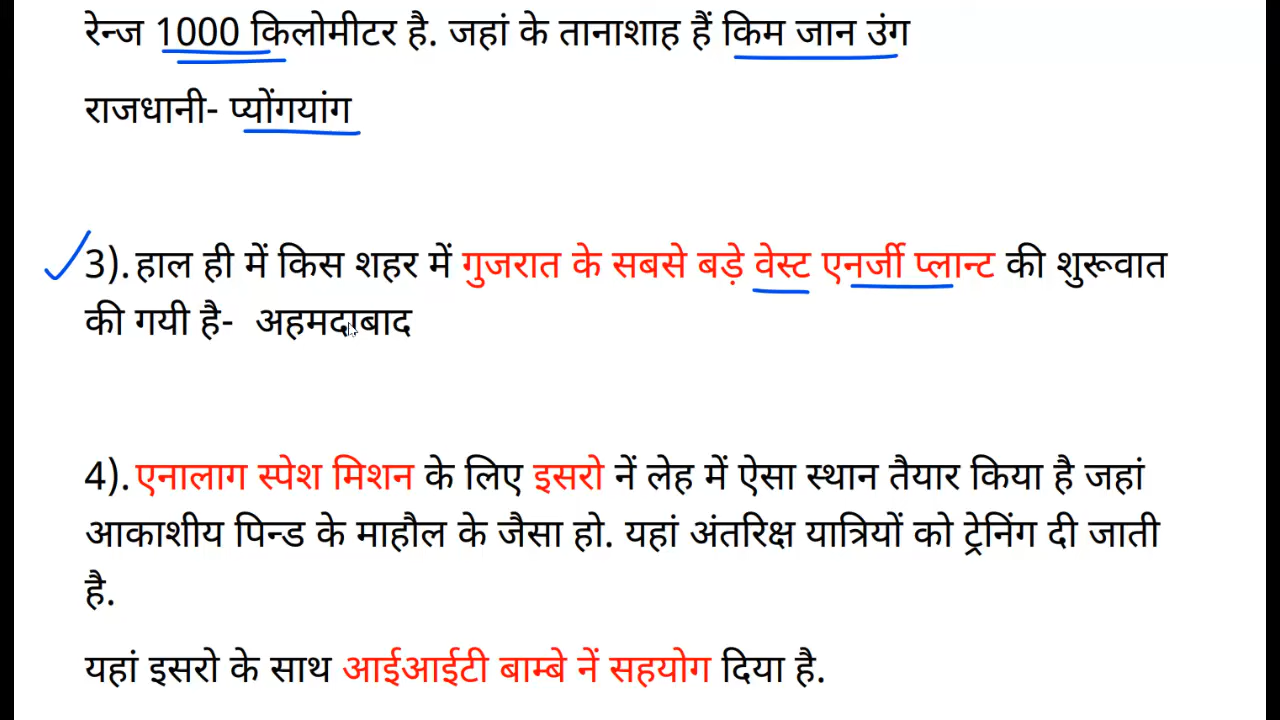 रेन्ज 1000 किलोमीटर है. जहां के तानाशाह हैं किम जान उंग
राजधानी- प्योंगयांग
3). हाल ही में किस शहर में गुजरात के सबसे बड़े वेस्ट एनर्जी प्लान्ट की शुरूवात
की गयी है- अहमदाबाद
4). एनालाग स्पेश मिशन के लिए इसरो नें लेह में ऐसा स्थान तैयार किया है जहां
आकाशीय पिन्ड के माहौल के जैसा हो. यहां अंतरिक्ष यात्रियों को ट्रेनिंग दी जाती
है.
यहां इसरो के साथ आईआईटी बाम्बे नें सहयोग दिया है.